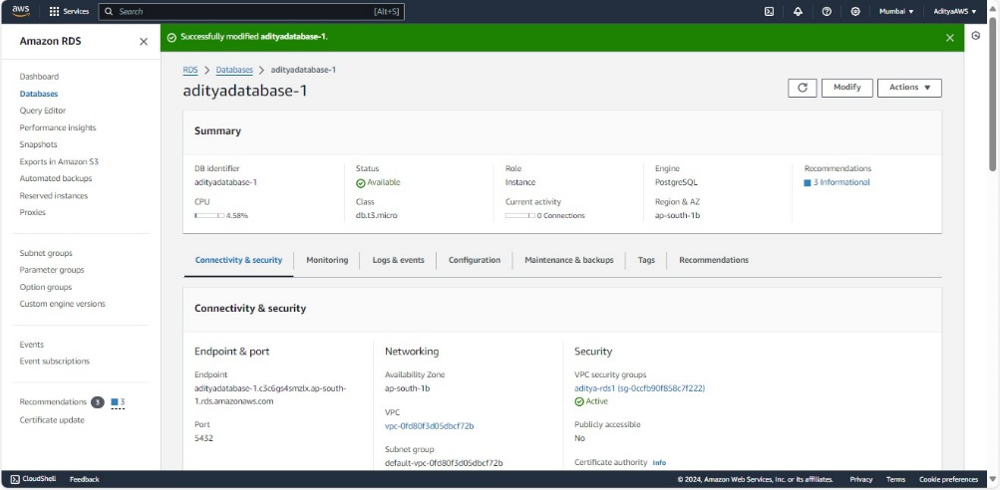 aws
Services
Search
[Alt+S]
Mumbai
AdityaAWS
Amazon RDS
Dashboard
Databases
Query Editor
Performance insights
Snapshots
Exports in Amazon S3
Automated backups
Reserved instances
Proxies
Subnet groups
Parameter groups
Option groups
Custom engine versions
Events
Event subscriptions
Recommendations 3 3
Certificate update
Successfully modified adityadatabase-1.
RDS > Databases > adityadatabase-1
adityadatabase-1
Modify
Actions
Summary
DB identifier
adityadatabase-1
Status
Available
Role
Instance
Engine
PostgreSQL
Recommendations
3 Informational
CPU
4.58%
Class
db.t3.micro
Current activity
0 Connections
Region & AZ
ap-south-1b
Connectivity & security
Monitoring
Logs & events
Configuration
Maintenance & backups
Tags
Recommendations
Connectivity & security
Endpoint & port
Endpoint
adityadatabase-1.c3c6gs4smzlx.ap-south-
1.rds.amazonaws.com
Port
5432
Networking
Availability Zone
ap-south-1b
VPC
vpc-0fd80f3d05dbcf72b
Subnet group
default-vpc-0fd80f3d05dbcf72b
Security
VPC security groups
aditya-rds1 (sg-0ccfb90f858c7f222)
Active
Publicly accessible
No
Certificate authority Info
CloudShell
Feedback
© 2024, Amazon Web Services, Inc. or its affiliates.
Privacy
Terms
Cookie preferences